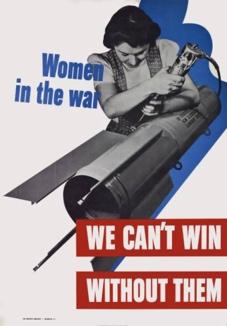 Women
in the war
WE CAN'T WIN
WITHOUT THEM